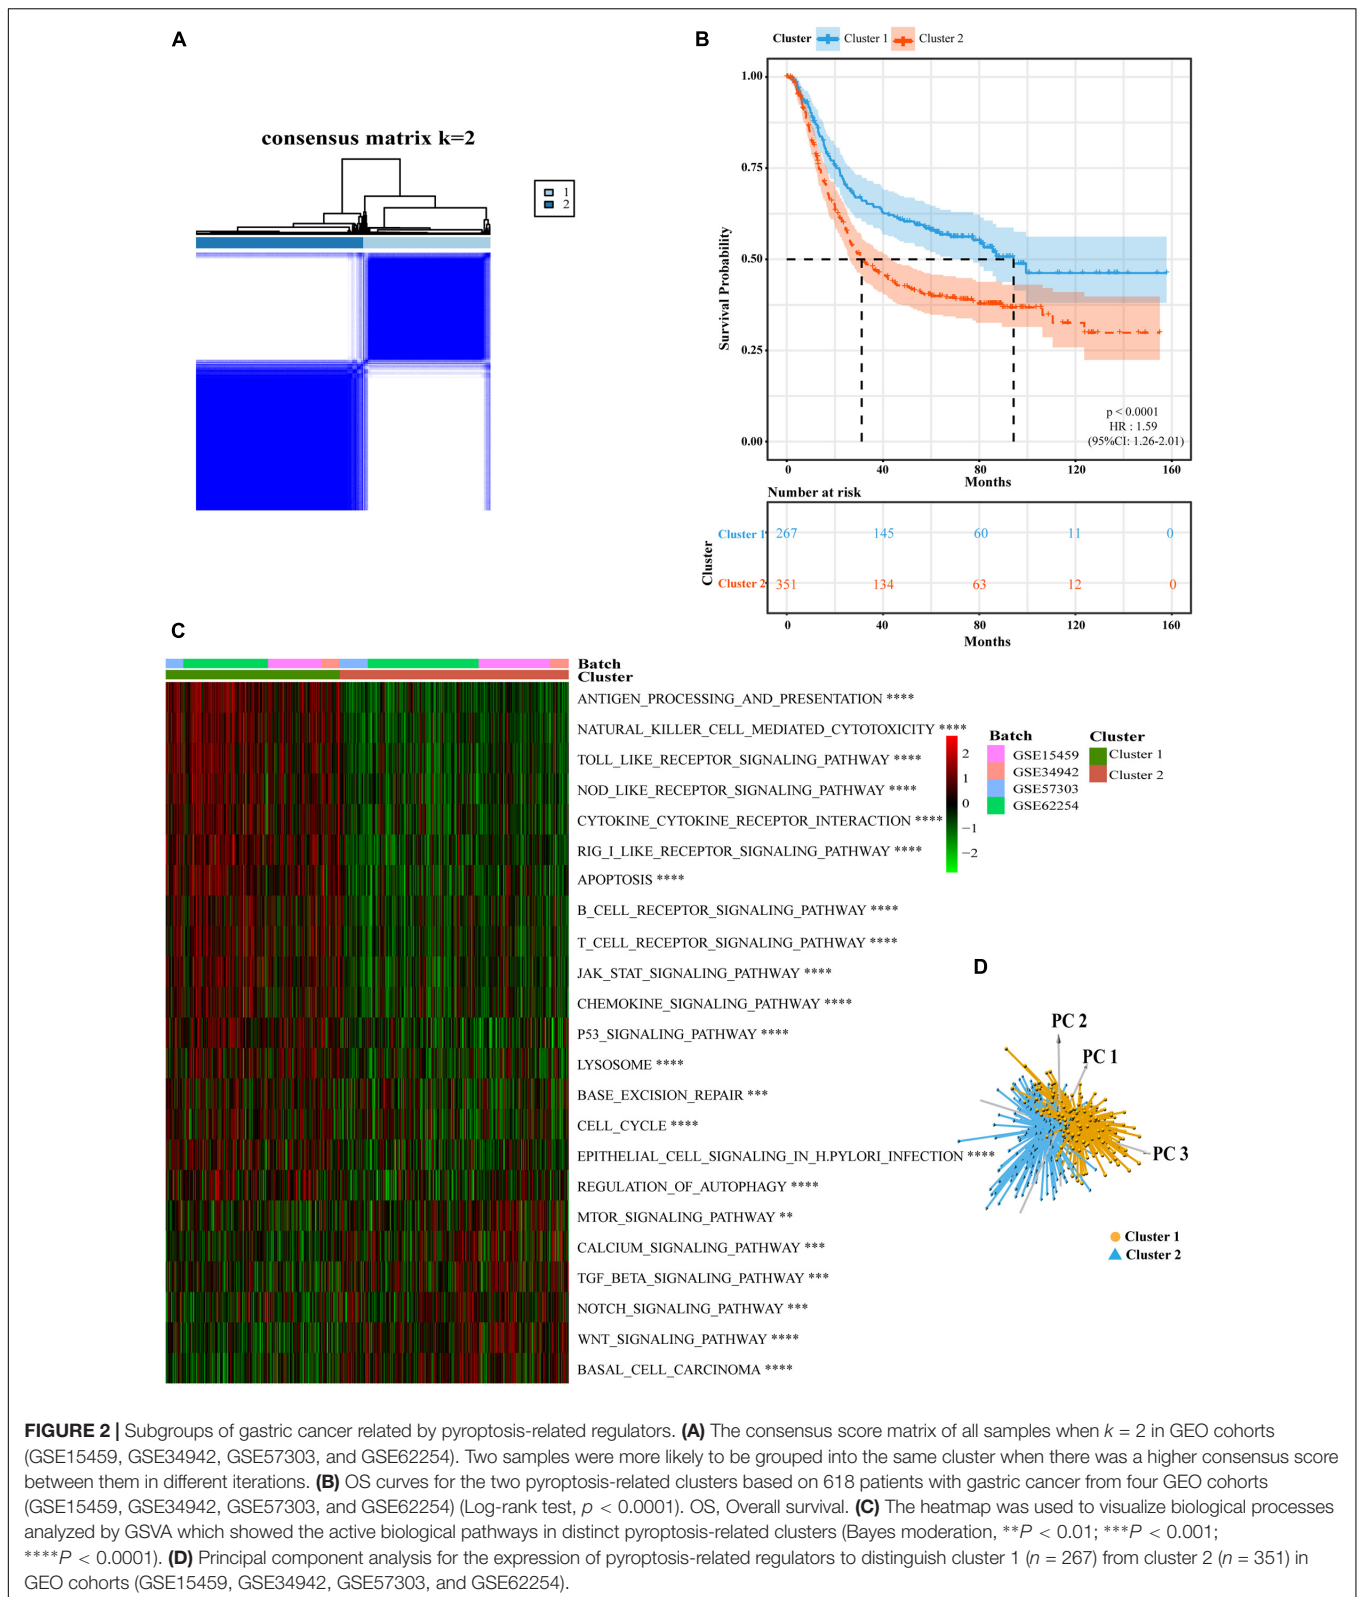 A
consensus matrix k=2
1
2
B
Cluster Cluster 1 Cluster 2
1.00
0.75
0.50
0.25
0.00
Survival Probability
p < 0.0001
HR : 1.59
(95%CI: 1.26-2.01)
0 40 80 120 160
Months
Number at risk
Cluster
Cluster 1 267 145 60 11 0
Cluster 2 351 134 63 12 0
0 40 80 120 160
Months
C
Batch
Cluster
ANTIGEN_PROCESSING_AND_PRESENTATION ****
NATURAL_KILLER_CELL_MEDIATED_CYTOTOXICITY ****
TOLL_LIKE_RECEPTOR_SIGNALING_PATHWAY ****
NOD_LIKE_RECEPTOR_SIGNALING_PATHWAY ****
CYTOKINE_CYTOKINE_RECEPTOR_INTERACTION ****
RIG_I_LIKE_RECEPTOR_SIGNALING_PATHWAY ****
APOPTOSIS ****
B_CELL_RECEPTOR_SIGNALING_PATHWAY ****
T_CELL_RECEPTOR_SIGNALING_PATHWAY ****
JAK_STAT_SIGNALING_PATHWAY ****
CHEMOKINE_SIGNALING_PATHWAY ****
P53_SIGNALING_PATHWAY ****
LYSOSOME ****
BASE_EXCISION_REPAIR ***
CELL_CYCLE ****
EPITHELIAL_CELL_SIGNALING_IN_H.PYLORI_INFECTION ****
REGULATION_OF_AUTOPHAGY ****
MTOR_SIGNALING_PATHWAY **
CALCIUM_SIGNALING_PATHWAY ***
TGF_BETA_SIGNALING_PATHWAY ***
NOTCH_SIGNALING_PATHWAY ***
WNT_SIGNALING_PATHWAY ****
BASAL_CELL_CARCINOMA ****
2
1
0
−1
−2
Batch
GSE15459
GSE34942
GSE57303
GSE62254
Cluster
Cluster 1
Cluster 2
D
PC 2
PC 1
PC 3
Cluster 1
Cluster 2
FIGURE 2 | Subgroups of gastric cancer related by pyroptosis-related regulators. (A) The consensus score matrix of all samples when k = 2 in GEO cohorts
(GSE15459, GSE34942, GSE57303, and GSE62254). Two samples were more likely to be grouped into the same cluster when there was a higher consensus score
between them in different iterations. (B) OS curves for the two pyroptosis-related clusters based on 618 patients with gastric cancer from four GEO cohorts
(GSE15459, GSE34942, GSE57303, and GSE62254) (Log-rank test, p < 0.0001). OS, Overall survival. (C) The heatmap was used to visualize biological processes
analyzed by GSVA which showed the active biological pathways in distinct pyroptosis-related clusters (Bayes moderation, **P < 0.01; ***P < 0.001;
****P < 0.0001). (D) Principal component analysis for the expression of pyroptosis-related regulators to distinguish cluster 1 (n = 267) from cluster 2 (n = 351) in
GEO cohorts (GSE15459, GSE34942, GSE57303, and GSE62254).